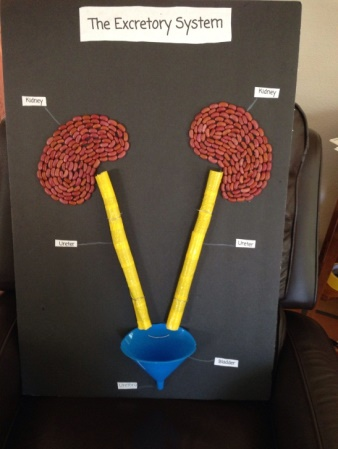 The Excretory System
Kidney
Kidney
Ureter
Ureter
Bladder